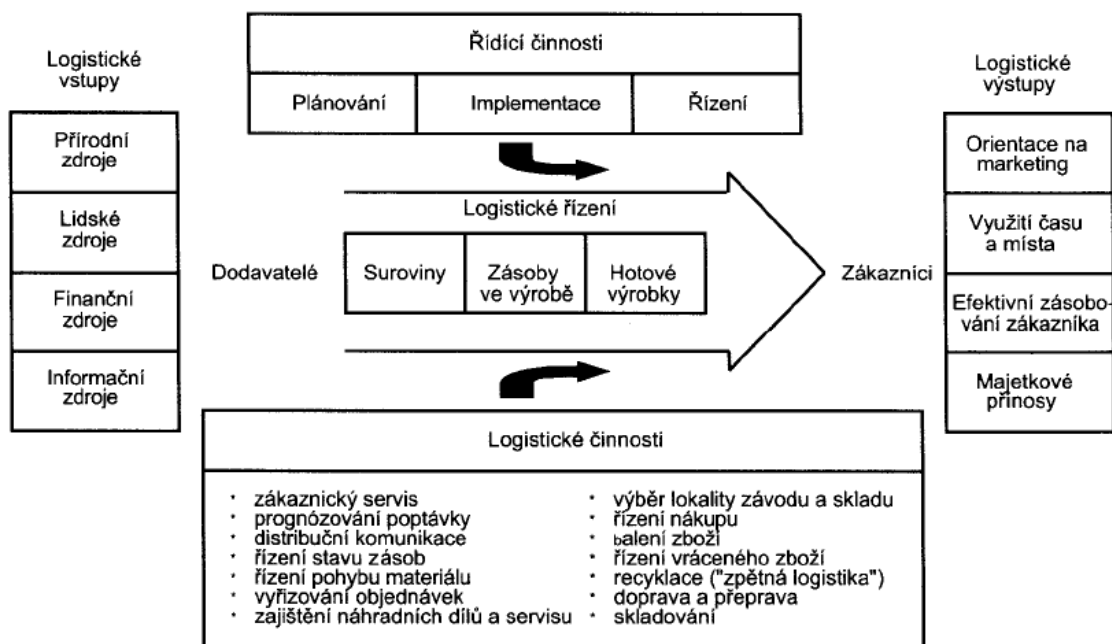 Logistické
vstupy
Přírodní
zdroje
Lidské
zdroje
Finanční
zdroje
Informační
zdroje
Řídící činnosti
Plánování
Implementace
Řízení
Logistické řízení
Dodavatelé
Suroviny
Zásoby
ve výrobě
Hotové
výrobky
Zákazníci
Logistické
výstupy
Orientace na
marketing
Využití času
a místa
Efektivní zásobo-
vání zákazníka
Majetkové
přínosy
Logistické činnosti
· zákaznický servis
· prognózování poptávky
· distribuční komunikace
· řízení stavu zásob
· řízení pohybu materiálu
· vyřizování objednávek
· zajištění náhradních dílů a servisu
· výběr lokality závodu a skladu
· řízení nákupu
· balení zboží
· řízení vráceného zboží
· recyklace ("zpětná logistika")
· doprava a přeprava
· skladování